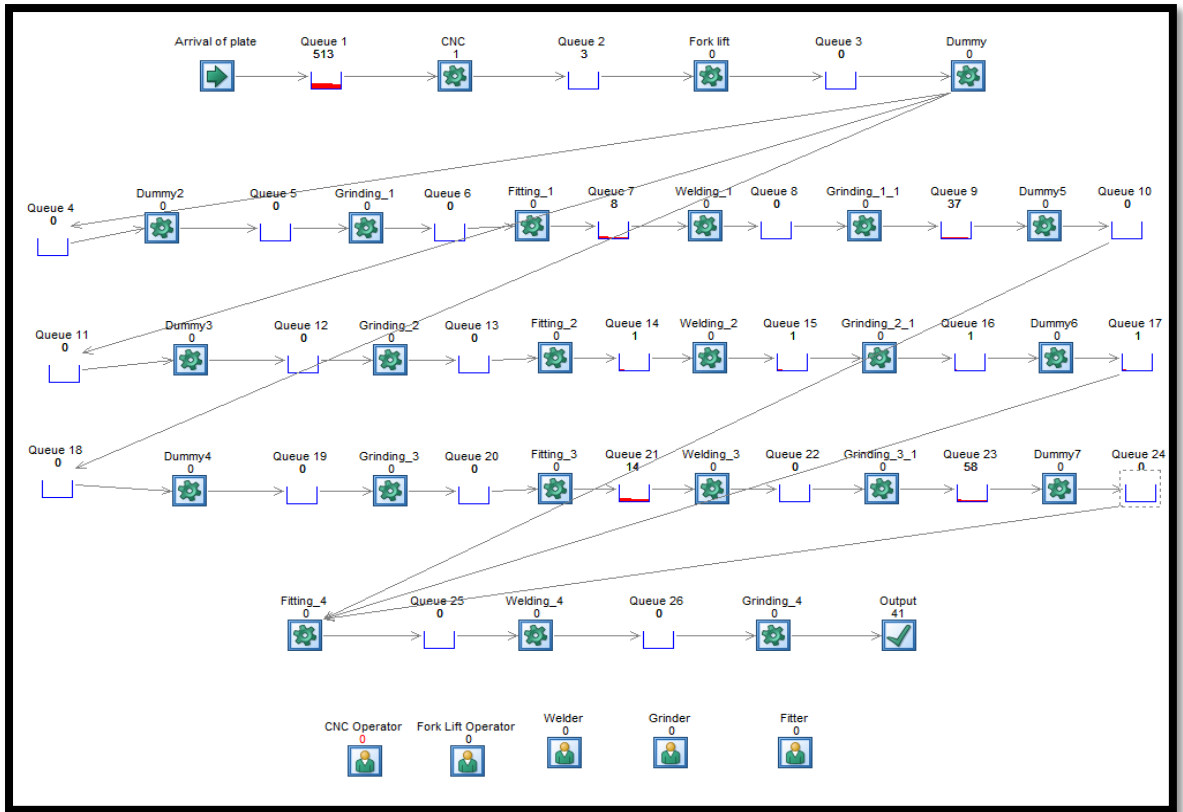 Arrival of plate Queue 1 CNC Queue 2 Fork lift Queue 3 Dummy
513 1 3 0 0 0
Queue 4 Dummy2 Queue 5 Grinding_1 Queue 6 Fitting_1 Queue 7 Welding_1 Queue 8 Grinding_1_1 Queue 9 Dummy5 Queue 10
0 0 0 0 0 0 8 0 0 0 37 0 0
Queue 11 Dummy3 Queue 12 Grinding_2 Queue 13 Fitting_2 Queue 14 Welding_2 Queue 15 Grinding_2_1 Queue 16 Dummy6 Queue 17
0 0 0 0 0 0 1 0 1 0 1 0 1
Queue 18 Dummy4 Queue 19 Grinding_3 Queue 20 Fitting_3 Queue 21 Welding_3 Queue 22 Grinding_3_1 Queue 23 Dummy7 Queue 24
0 0 0 0 0 0 14 0 0 0 58 0 0
Fitting_4 Queue 25 Welding_4 Queue 26 Grinding_4 Output
0 0 0 0 0 41
CNC Operator Fork Lift Operator Welder Grinder Fitter
0 0 0 0 0